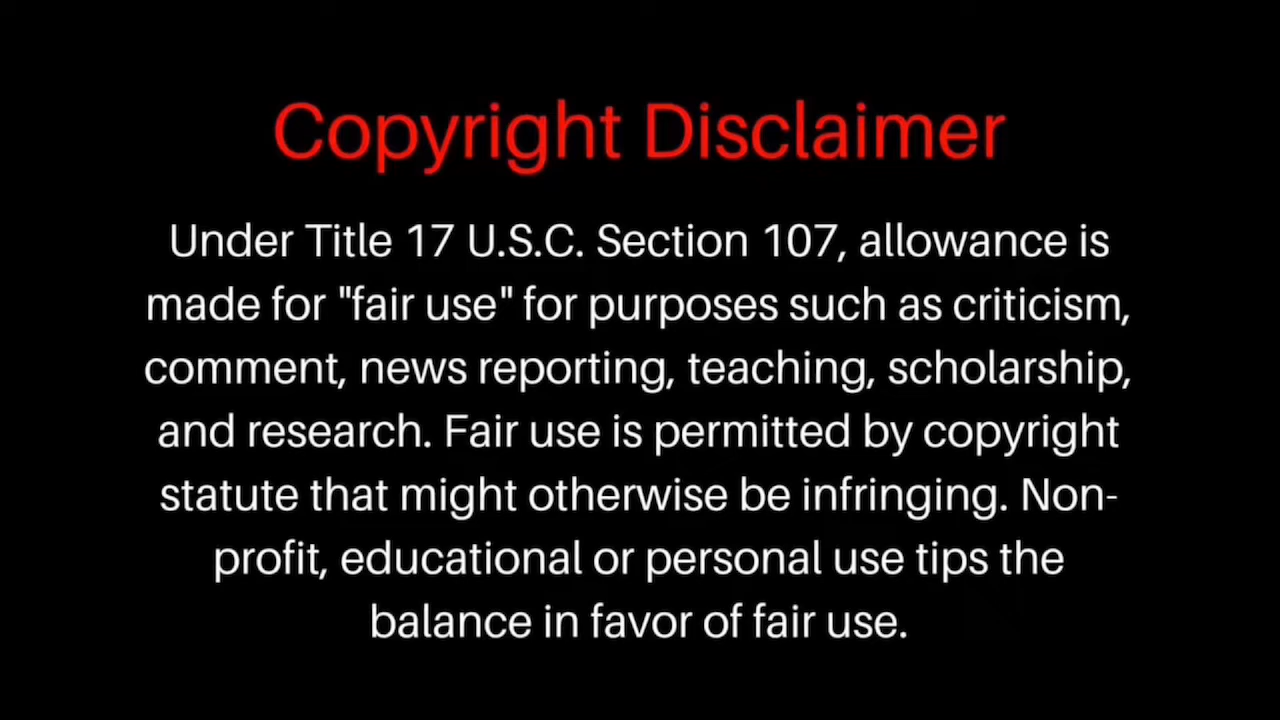 Copyright Disclaimer
Under Title 17 U.S.C. Section 107, allowance is
made for "fair use" for purposes such as criticism,
comment, news reporting, teaching, scholarship,
and research. Fair use is permitted by copyright
statute that might otherwise be infringing. Non-
profit, educational or personal use tips the
balance in favor of fair use.